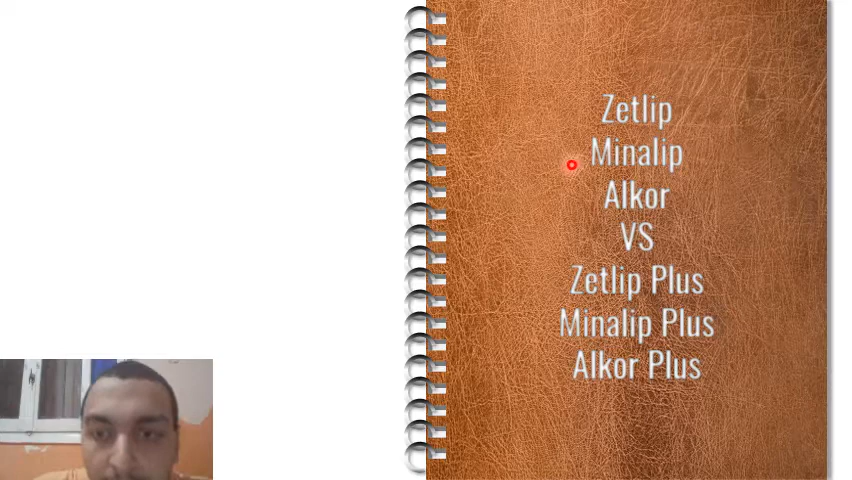 Zetlip
Minalip
Alkor
VS
Zetlip Plus
Minalip Plus
Alkor Plus